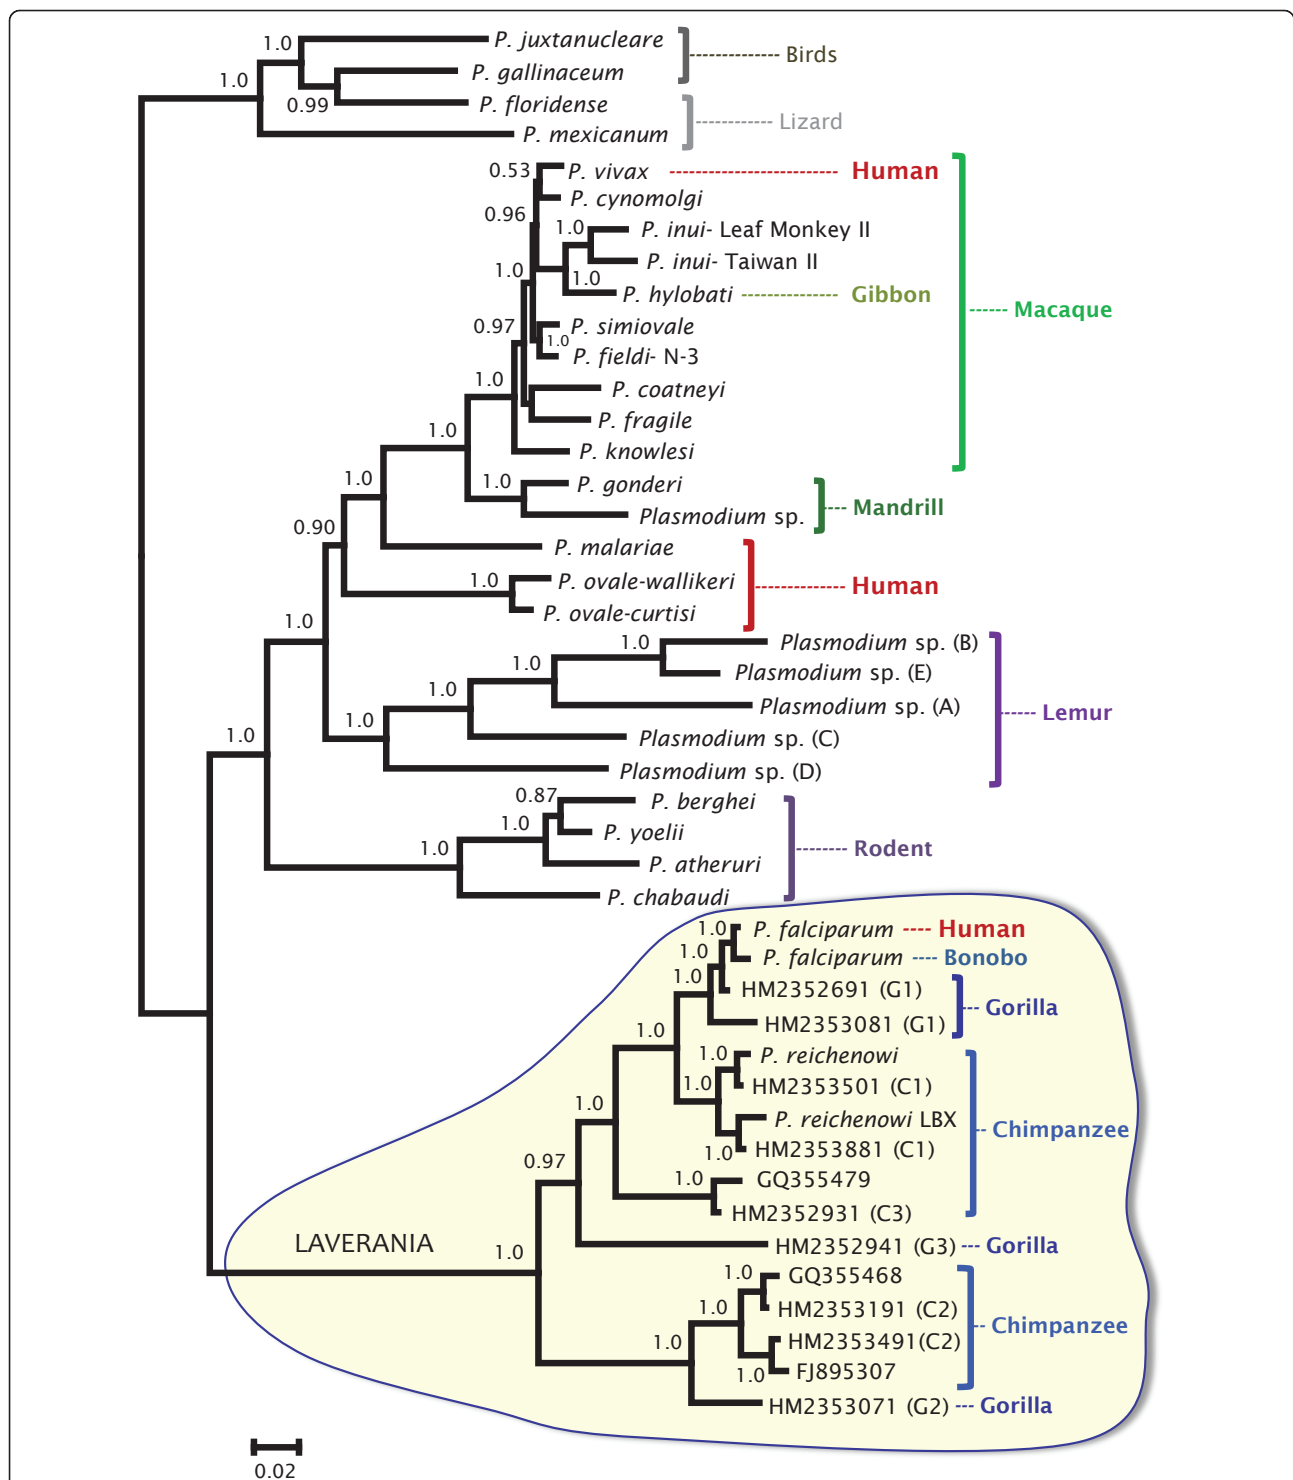 1.0
P. juxtanucleare
Birds
1.0
P. gallinaceum
0.99
P. floridense
Lizard
P. mexicanum
0.53
P. vivax
Human
P. cynomolgi
0.96
1.0
P. inui- Leaf Monkey II
P. inui- Taiwan II
1.0
1.0
P. hylobati
Gibbon
Macaque
0.97
P. simiovale
1.0
P. fieldi- N-3
1.0
P. coatneyi
P. fragile
1.0
P. knowlesi
1.0
1.0
P. gonderi
Mandrill
Plasmodium sp.
0.90
P. malariae
1.0
P. ovale-wallikeri
Human
P. ovale-curtisi
1.0
1.0
Plasmodium sp. (B)
1.0
Plasmodium sp. (E)
1.0
Plasmodium sp. (A)
Lemur
1.0
1.0
Plasmodium sp. (C)
Plasmodium sp. (D)
0.87
P. berghei
1.0
P. yoelii
1.0
Rodent
P. atheruri
P. chabaudi
1.0
P. falciparum
Human
1.0
P. falciparum
Bonobo
1.0
HM2352691 (G1)
Gorilla
HM2353081 (G1)
1.0
1.0
P. reichenowi
1.0
HM2353501 (C1)
1.0
P. reichenowi LBX
Chimpanzee
1.0
HM2353881 (C1)
0.97
1.0
GQ355479
HM2352931 (C3)
LAVERANIA
1.0
HM2352941 (G3)
Gorilla
1.0
GQ355468
1.0
HM2353191 (C2)
Chimpanzee
1.0
HM2353491(C2)
1.0
FJ895307
HM2353071 (G2)
Gorilla
0.02